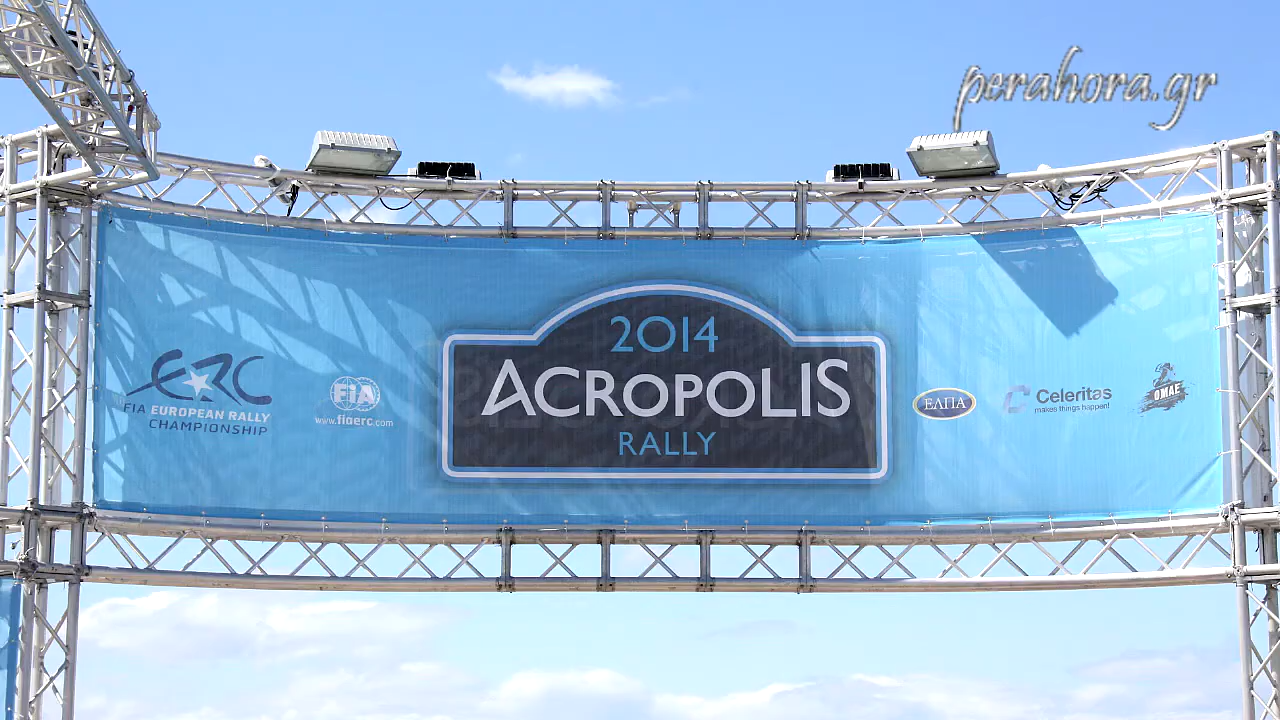 perahora.gr
2014
ACROPOLIS
RALLY
ERC
FIA EUROPEAN RALLY
CHAMPIONSHIP
FIA
www.fiaerc.com
ΕΛΠΑ
Celeritas
makes things happen!
OMAE